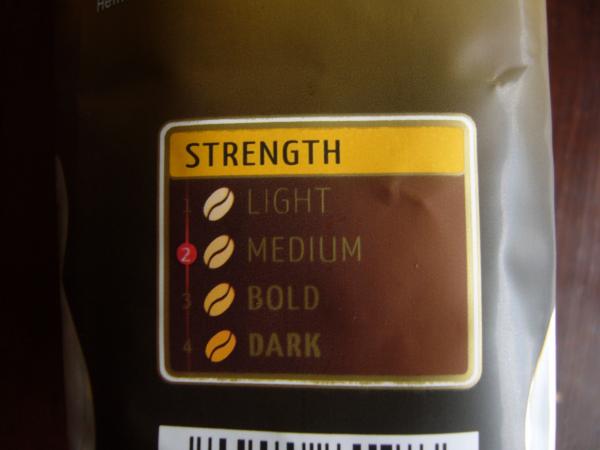 STRENGTH
1 LIGHT
2 MEDIUM
3 BOLD
4 DARK